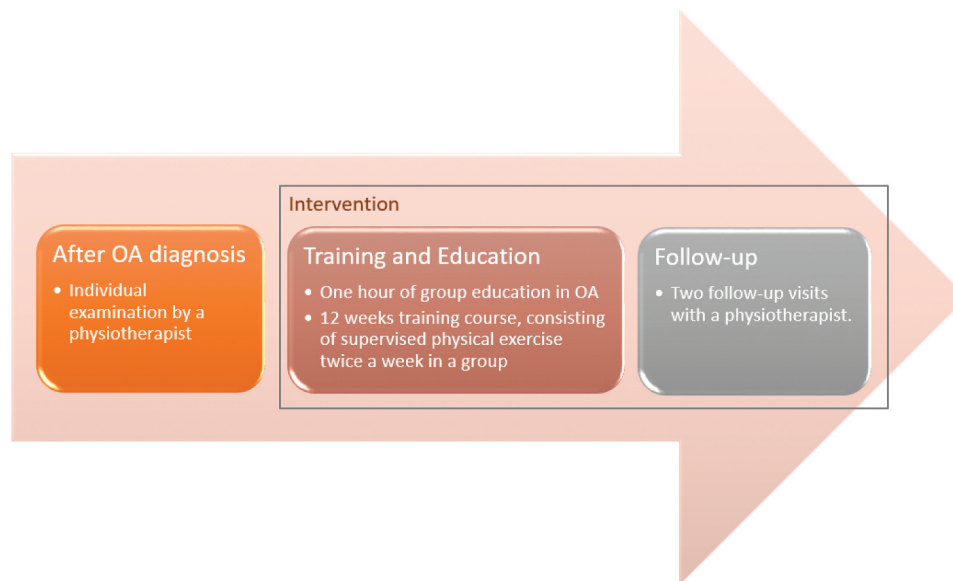 Intervention
After OA diagnosis
• Individual
examination by a
physiotherapist
Training and Education
• One hour of group education in OA
• 12 weeks training course, consisting
of supervised physical exercise
twice a week in a group
Follow-up
• Two follow-up visits
with a physiotherapist.